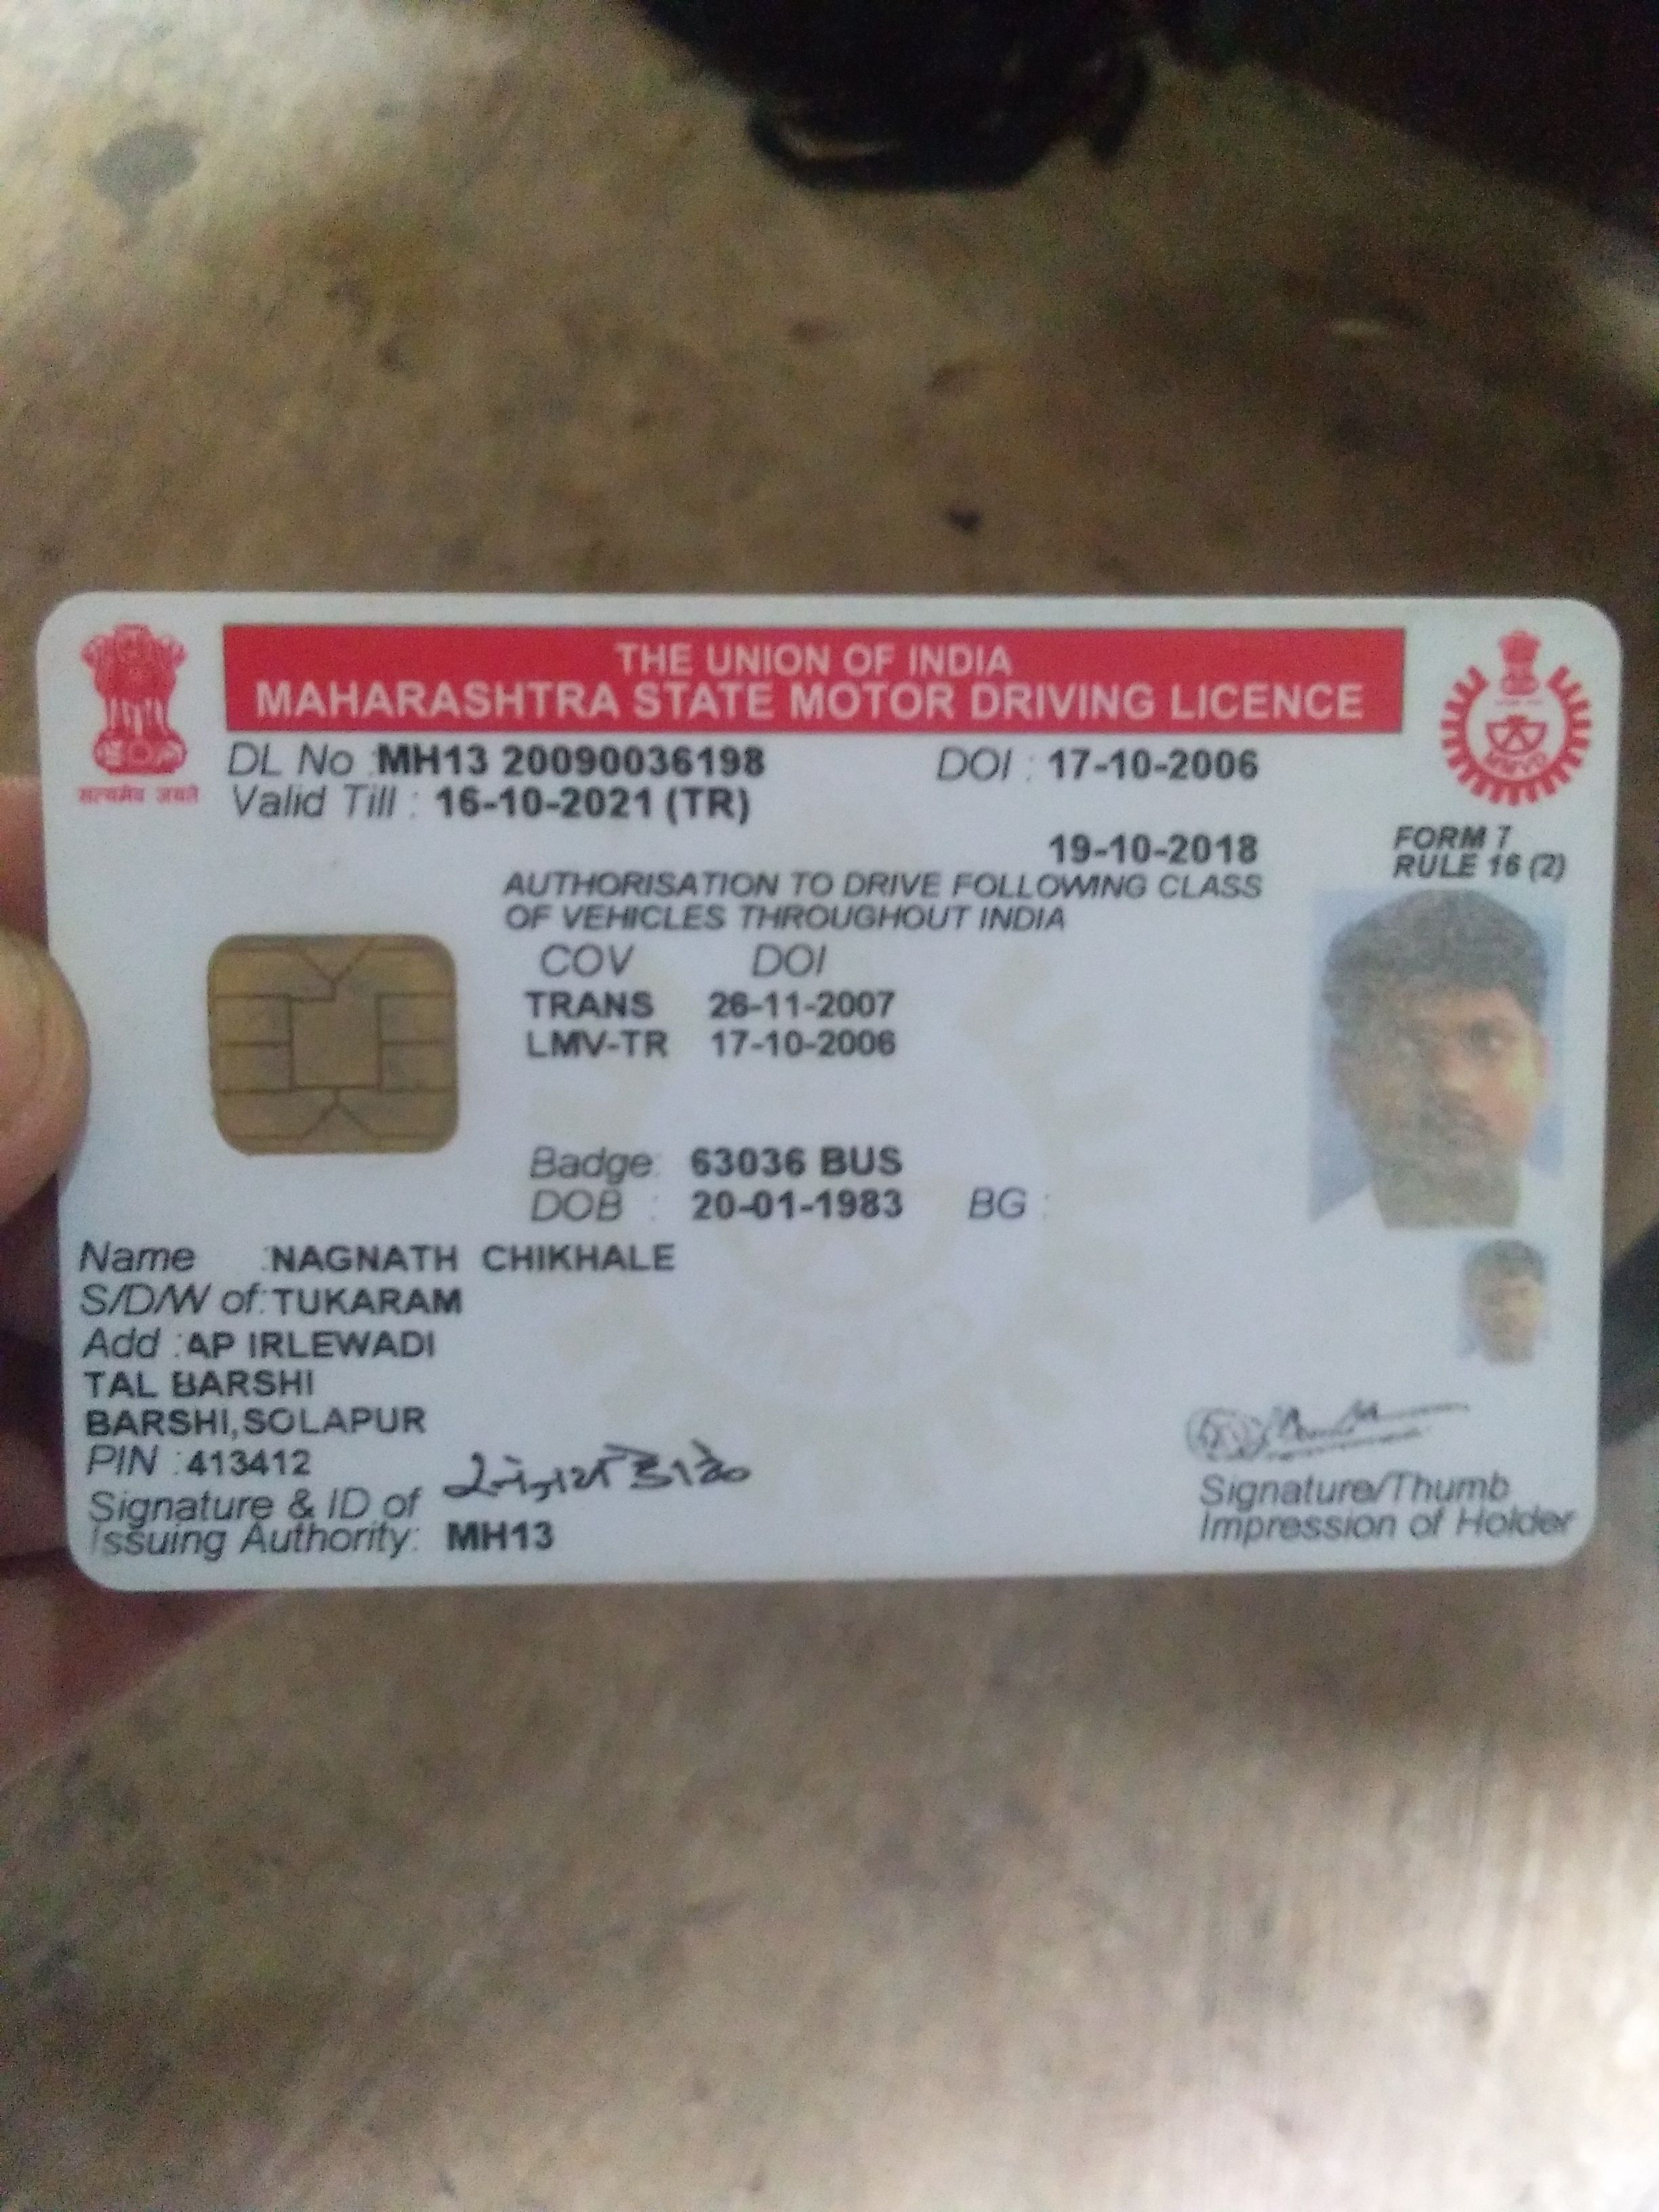 THE UNION OF INDIA
MAHARASHTRA STATE MOTOR DRIVING LICENCE
सत्यमेव जयते
DL No : MH13 20090036198 DOI : 17-10-2006
Valid Till : 16-10-2021 (TR)
19-10-2018
FORM 7
RULE 16 (2)
AUTHORISATION TO DRIVE FOLLOWING CLASS
OF VEHICLES THROUGHOUT INDIA
COV DOI
TRANS 26-11-2007
LMV-TR 17-10-2006
Badge: 63036 BUS
DOB : 20-01-1983 BG :
Name : NAGNATH CHIKHALE
S/D/W of: TUKARAM
Add : AP IRLEWADI
TAL BARSHI
BARSHI,SOLAPUR
PIN : 413412
Signature & ID of
Issuing Authority: MH13
Signature/Thumb
Impression of Holder